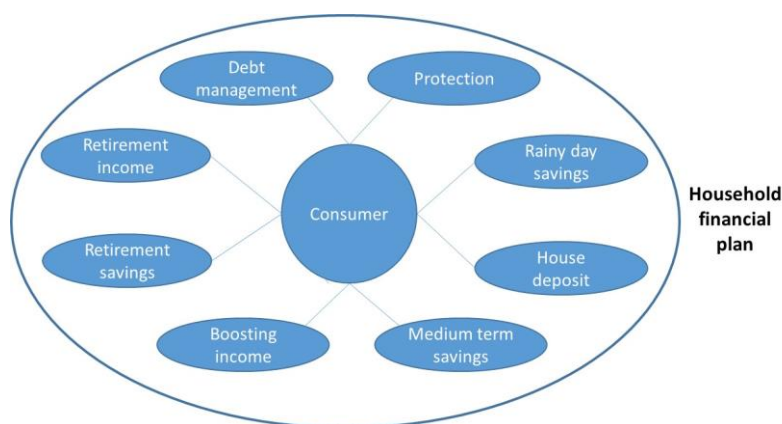 Debt
management
Protection
Retirement
income
Rainy day
savings
Consumer
Household
financial
plan
Retirement
savings
House
deposit
Boosting
income
Medium term
savings